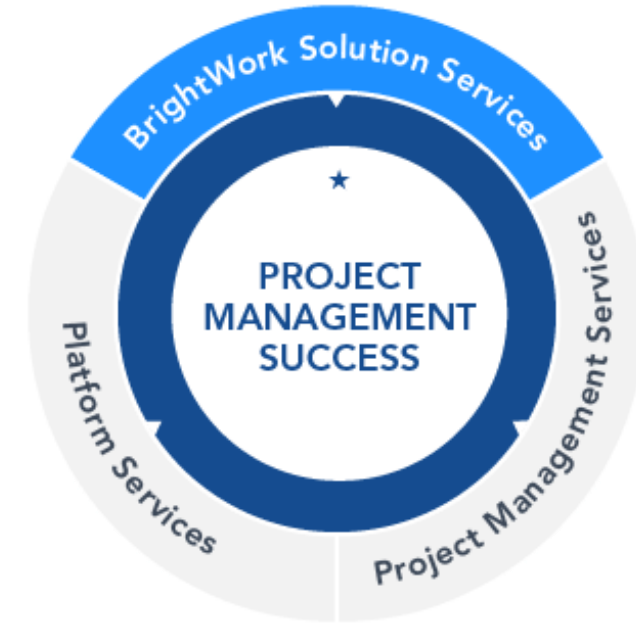 BrightWork Solution Services
PROJECT
MANAGEMENT
SUCCESS
Platform Services
Project Management Services